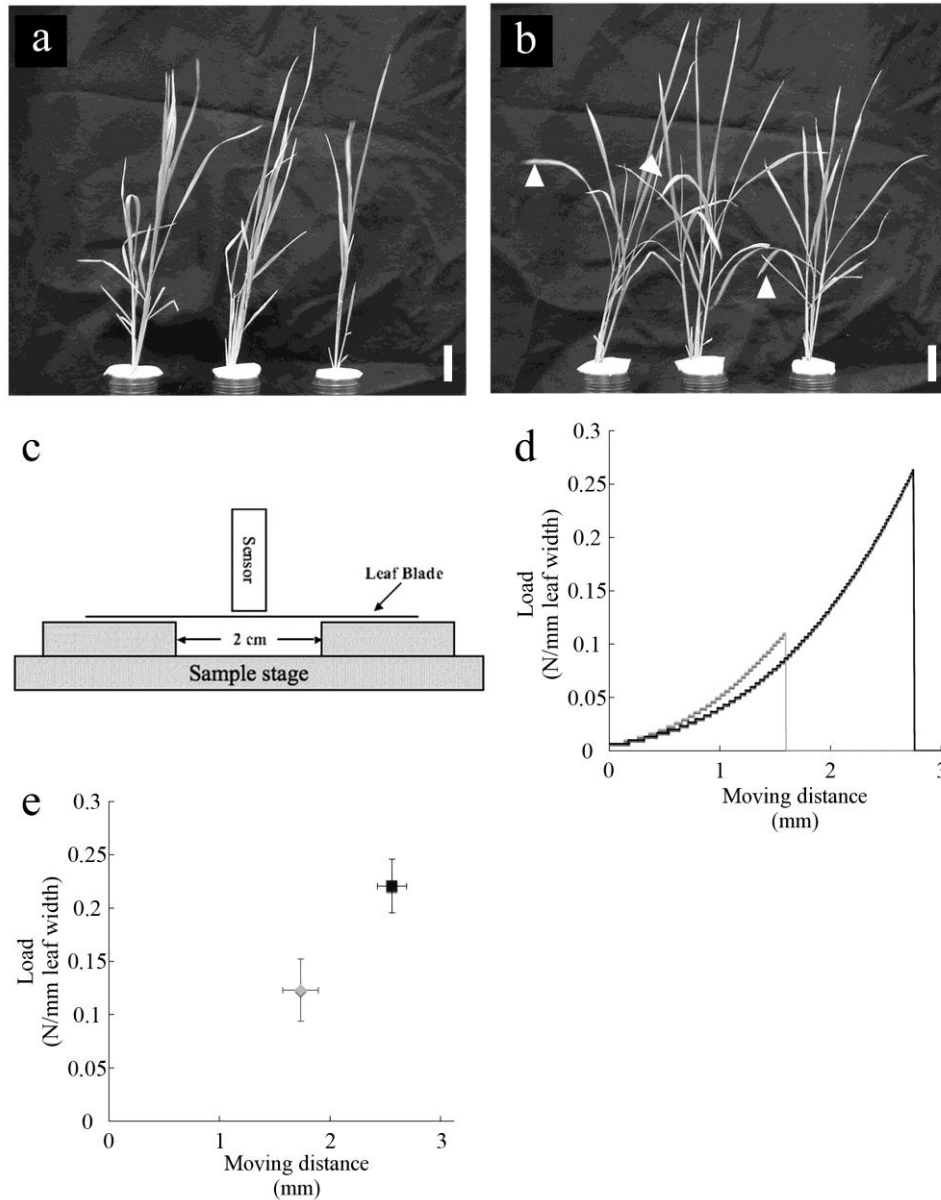 a
b
c
Sensor
Leaf Blade
2 cm
Sample stage
d
0.3
0.25
0.2
0.15
0.1
0.05
0
Load
(N/mm leaf width)
0 1 2 3
Moving distance
(mm)
e
0.3
0.25
0.2
0.15
0.1
0.05
0
Load
(N/mm leaf width)
0 1 2 3
Moving distance
(mm)